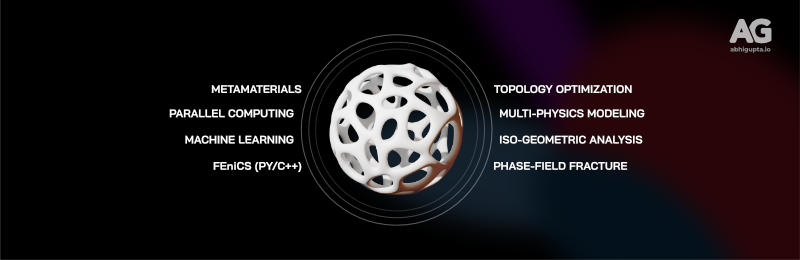 AG
abhigupta.io
METAMATERIALS
PARALLEL COMPUTING
MACHINE LEARNING
FEniCS (PY/C++)
TOPOLOGY OPTIMIZATION
MULTI-PHYSICS MODELING
ISO-GEOMETRIC ANALYSIS
PHASE-FIELD FRACTURE